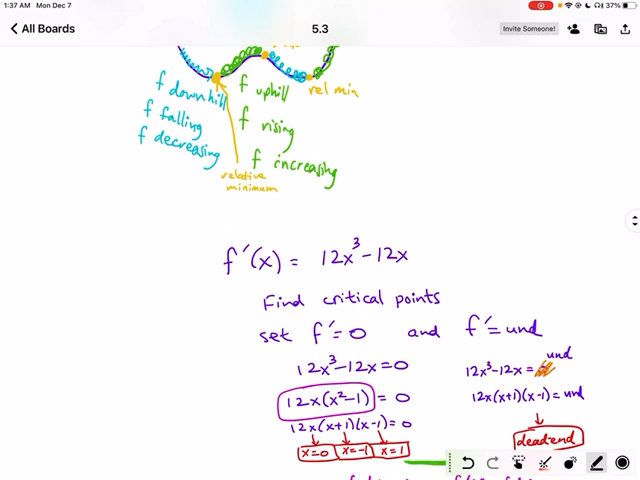 1:37 AM Mon Dec 7
37%
All Boards
5.3
Invite Someone!
f downhill
f falling
f decreasing
f uphill
f rising
f increasing
rel min
relative
minimum
f'(x) = 12x³ - 12x
Find critical points
set f' = 0 and f' = und
12x³ - 12x = 0
12x(x² - 1) = 0
12x(x+1)(x-1) = 0
x=0 x=-1 x=1
12x³ - 12x = und
12x(x+1)(x-1) = und
dead end